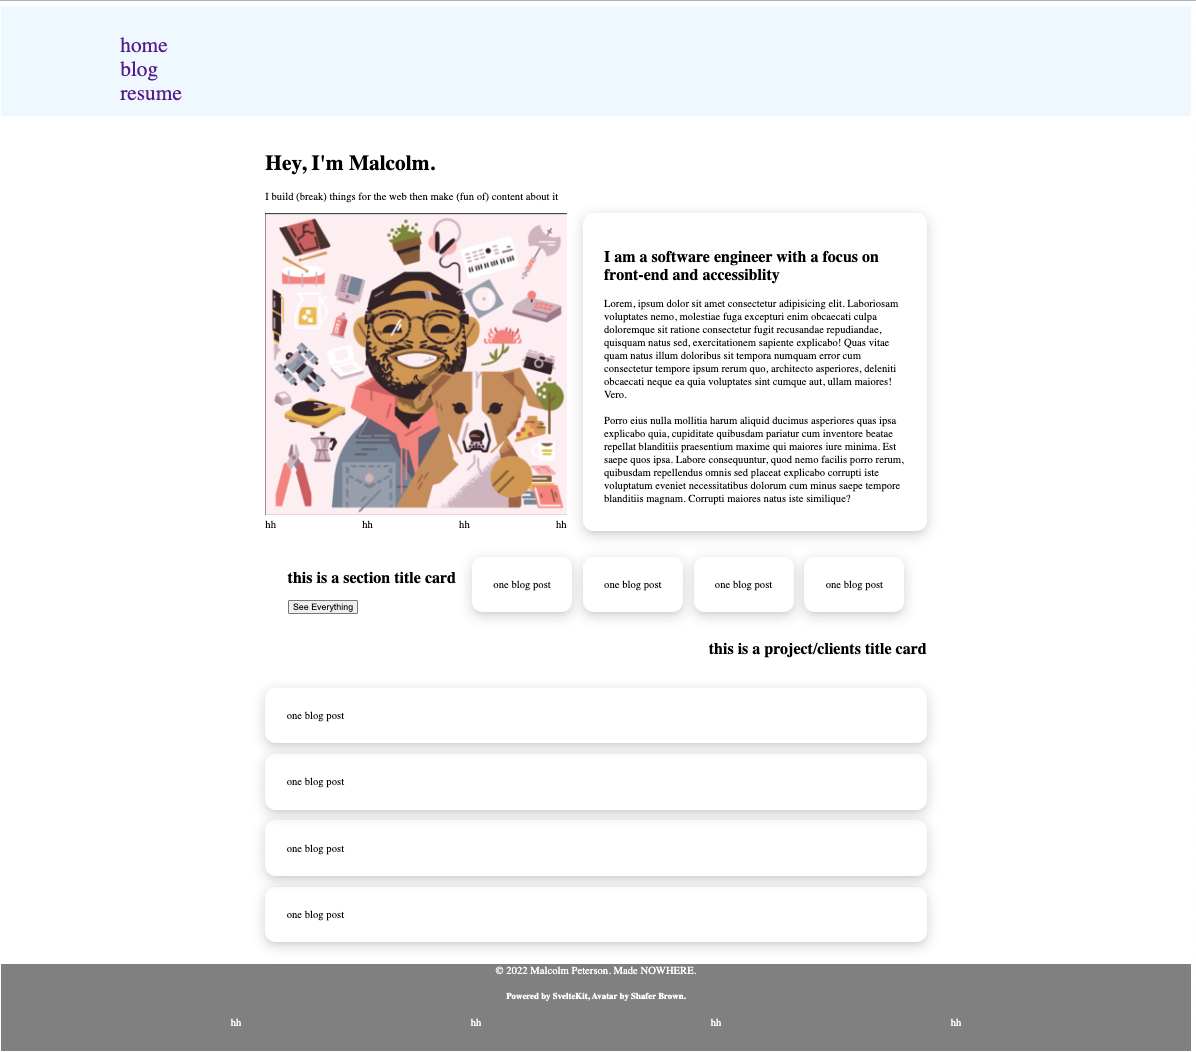 home
blog
resume
Hey, I'm Malcolm.
I build (break) things for the web then make (fun of) content about it
hh hh hh hh
I am a software engineer with a focus on
front-end and accessiblity
Lorem, ipsum dolor sit amet consectetur adipisicing elit. Laboriosam
voluptates nemo, molestiae fuga excepturi enim obcaecati culpa
doloremque sit ratione consectetur fugit recusandae repudiandae,
quisquam natus sed, exercitationem sapiente explicabo! Quas vitae
quam natus illum doloribus sit tempora numquam error cum
consectetur tempore ipsum rerum quo, architecto asperiores, deleniti
obcaecati neque ea quia voluptates sint cumque aut, ullam maiores!
Vero.
Porro eius nulla mollitia harum aliquid ducimus asperiores quas ipsa
explicabo quia, cupiditate quibusdam pariatur cum inventore beatae
repellat blanditiis praesentium maxime qui maiores iure minima. Est
saepe quos ipsa. Labore consequuntur, quod nemo facilis porro rerum,
quibusdam repellendus omnis sed placeat explicabo corrupti iste
voluptatum eveniet necessitatibus dolorum cum minus saepe tempore
blanditiis magnam. Corrupti maiores natus iste similique?
this is a section title card
See Everything
one blog post
one blog post
one blog post
one blog post
this is a project/clients title card
one blog post
one blog post
one blog post
one blog post
© 2022 Malcolm Peterson. Made NOWHERE.
Powered by SvelteKit, Avatar by Shafer Brown.
hh hh hh hh